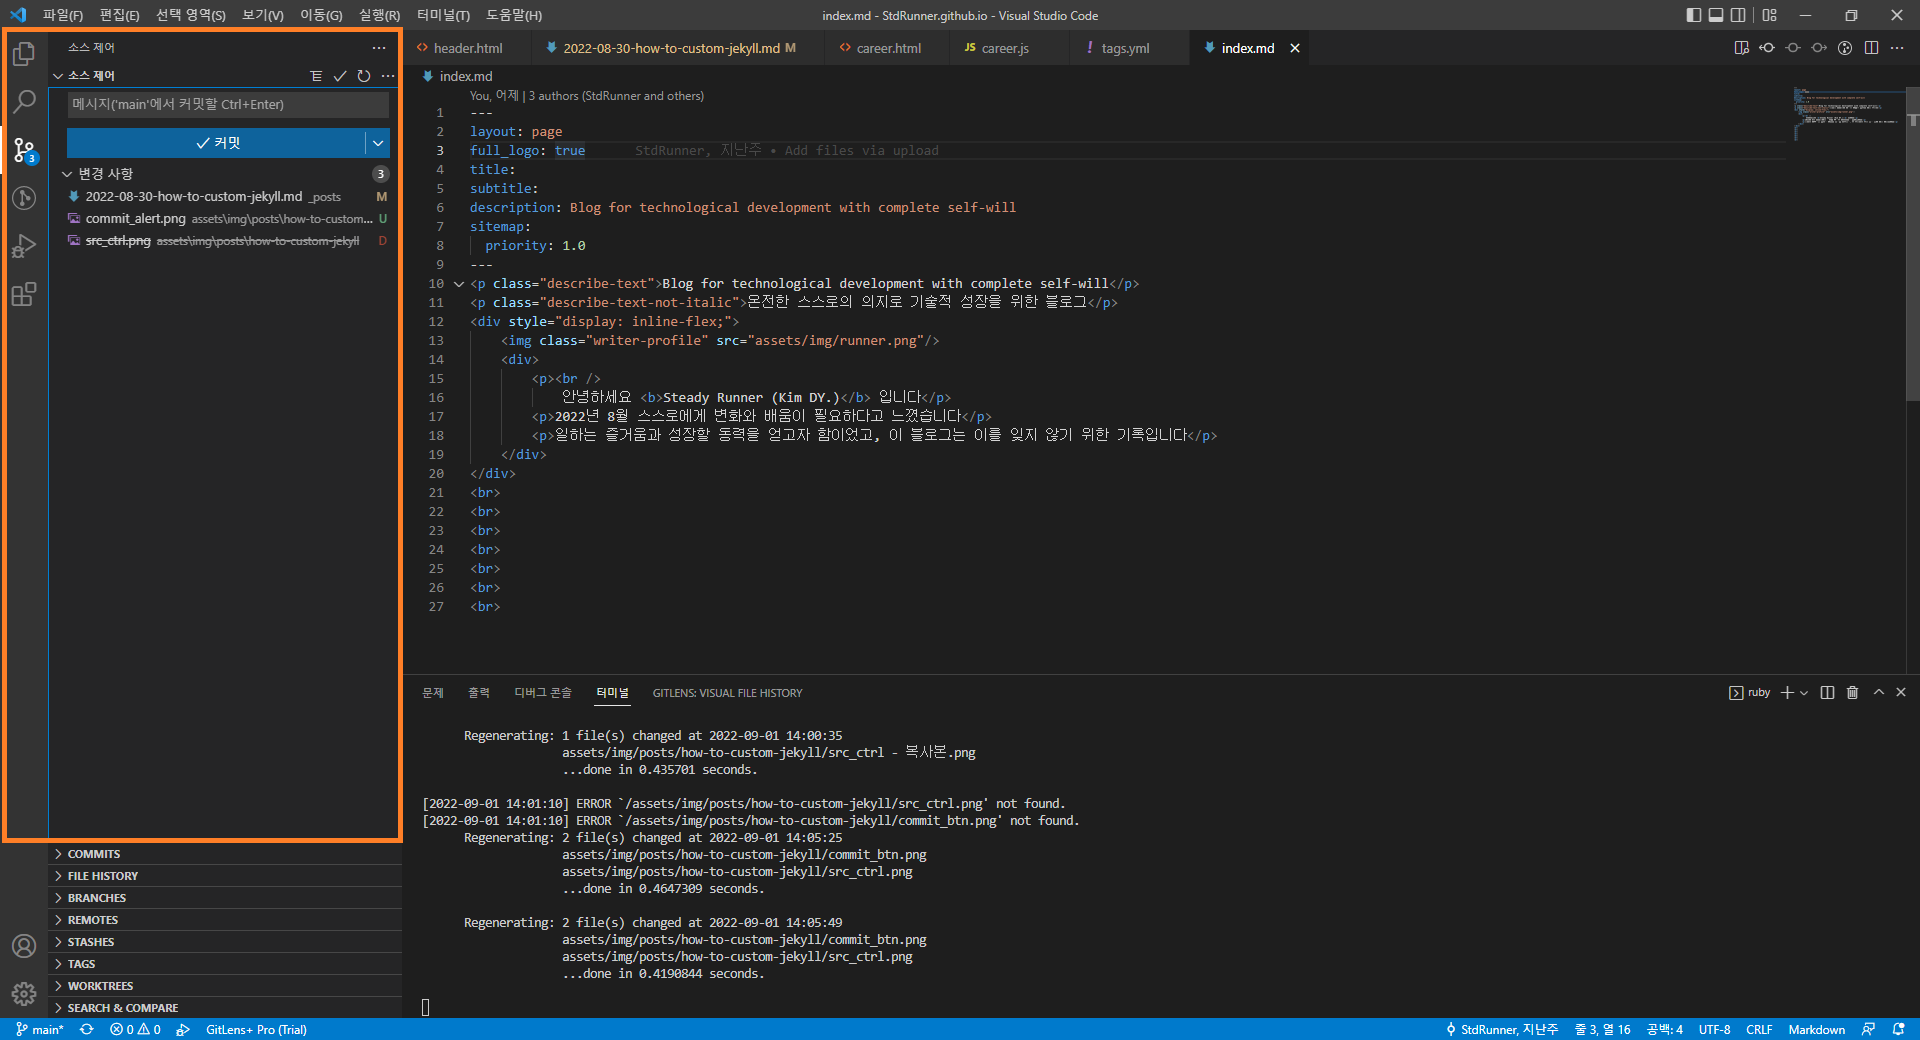 파일(F) 편집(E) 선택 영역(S) 보기(V) 이동(G) 실행(R) 터미널(T) 도움말(H)
index.md - StdRunner.github.io - Visual Studio Code
소스 제어
소스 제어
메시지('main'에서 커밋할 Ctrl+Enter)
커밋
변경 사항 3
2022-08-30-how-to-custom-jekyll.md _posts M
commit_alert.png assets\img\posts\how-to-custom... U
src_ctrl.png assets\img\posts\how-to-custom-jekyll D
3
COMMITS
FILE HISTORY
BRANCHES
REMOTES
STASHES
TAGS
WORKTREES
SEARCH & COMPARE
header.html 2022-08-30-how-to-custom-jekyll.md M career.html JS career.js ! tags.yml index.md
index.md
You, 어제 | 3 authors (StdRunner and others)
1 ---
2 layout: page
3 full_logo: true StdRunner, 지난주 • Add files via upload
4 title:
5 subtitle:
6 description: Blog for technological development with complete self-will
7 sitemap:
8 priority: 1.0
9 ---
10 <p class="describe-text">Blog for technological development with complete self-will</p>
11 <p class="describe-text-not-italic">온전한 스스로의 의지로 기술적 성장을 위한 블로그</p>
12 <div style="display: inline-flex;">
13 <img class="writer-profile" src="assets/img/runner.png"/>
14 <div>
15 <p><br />
16 안녕하세요 <b>Steady Runner (Kim DY.)</b> 입니다</p>
17 <p>2022년 8월 스스로에게 변화와 배움이 필요하다고 느꼈습니다</p>
18 <p>일하는 즐거움과 성장할 동력을 얻고자 함이었고, 이 블로그는 이를 잊지 않기 위한 기록입니다</p>
19 </div>
20 </div>
21 <br>
22 <br>
23 <br>
24 <br>
25 <br>
26 <br>
27 <br>
문제 출력 디버그 콘솔 터미널 GITLENS: VISUAL FILE HISTORY
ruby
Regenerating: 1 file(s) changed at 2022-09-01 14:00:35
assets/img/posts/how-to-custom-jekyll/src_ctrl - 복사본.png
...done in 0.435701 seconds.
[2022-09-01 14:01:10] ERROR `/assets/img/posts/how-to-custom-jekyll/src_ctrl.png' not found.
[2022-09-01 14:01:10] ERROR `/assets/img/posts/how-to-custom-jekyll/commit_btn.png' not found.
Regenerating: 2 file(s) changed at 2022-09-01 14:05:25
assets/img/posts/how-to-custom-jekyll/commit_btn.png
assets/img/posts/how-to-custom-jekyll/src_ctrl.png
...done in 0.4647309 seconds.
Regenerating: 2 file(s) changed at 2022-09-01 14:05:49
assets/img/posts/how-to-custom-jekyll/commit_btn.png
assets/img/posts/how-to-custom-jekyll/src_ctrl.png
...done in 0.4190844 seconds.
main* 0 0 GitLens+ Pro (Trial)
StdRunner, 지난주 줄 3, 열 16 공백: 4 UTF-8 CRLF Markdown